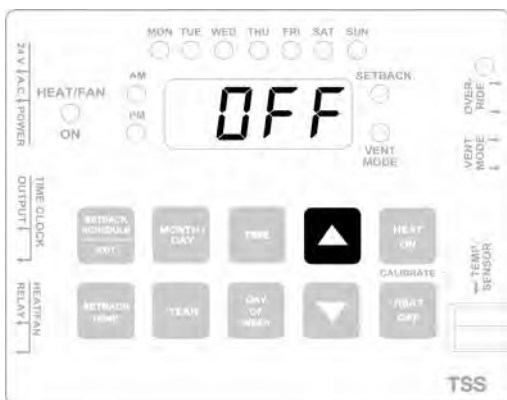 MON TUE WED THU FRI SAT SUN
24V A.C. POWER
HEAT/FAN
ON
AM
PM
OFF
SETBACK
VENT
MODE
OVER-
RIDE
VENT
MODE
TIME CLOCK
OUTPUT
SETBACK
SCHEDULE
EXIT
MONTH /
DAY
TIME
HEAT
ON
CALIBRATE
TEMP.
SENSOR
HEAT/FAN
RELAY
SETBACK
TEMP
YEAR
DAY
OF
WEEK
HEAT
OFF
TSS